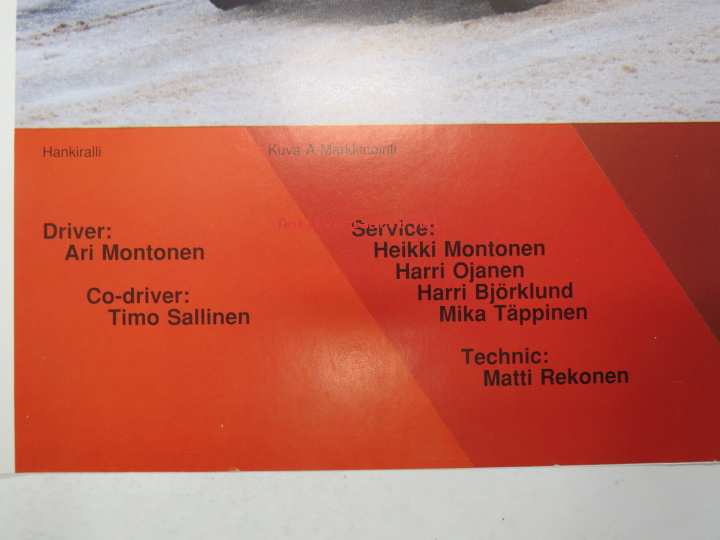 Hankiralli
Kuva A-Markkinointi
Driver:
Ari Montonen
Co-driver:
Timo Sallinen
Service:
Heikki Montonen
Harri Ojanen
Harri Björklund
Mika Täppinen
Technic:
Matti Rekonen